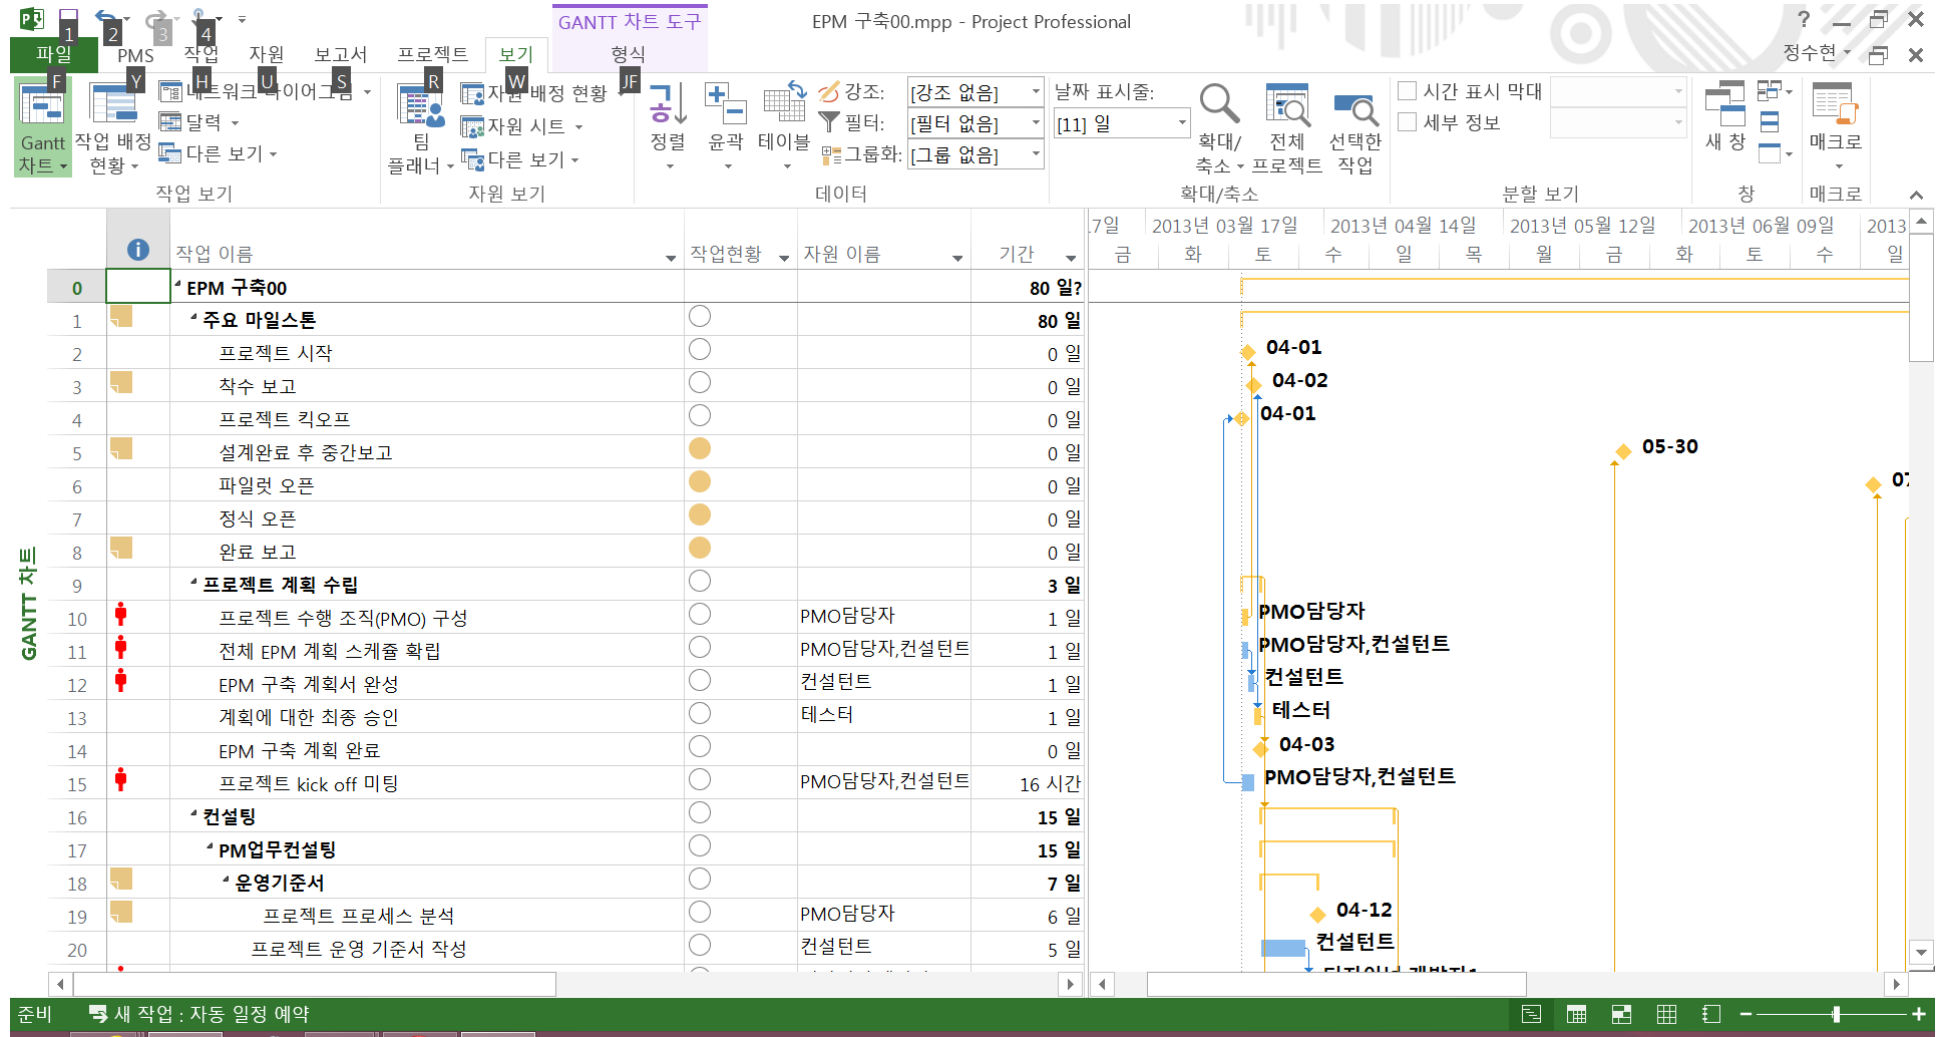 GANTT 차트 도구
EPM 구축00.mpp - Project Professional
1 2 3 4
파일 PMS 작업 자원 보고서 프로젝트 보기 형식
정수현
F Y H U S R W JF
Gantt 차트
작업 배정 현황
달력
다른 보기
작업 보기
팀 플래너
자원 배정 현황
자원 시트
다른 보기
자원 보기
정렬
윤곽
테이블
강조: [강조 없음]
필터: [필터 없음]
그룹화: [그룹 없음]
데이터
날짜 표시줄:
[11] 일
확대/축소
전체 프로젝트
선택한 작업
확대/축소
시간 표시 막대
세부 정보
분할 보기
새 창
창
매크로
매크로
작업 이름 작업현황 자원 이름 기간
17일 2013년 03월 17일 2013년 04월 14일 2013년 05월 12일 2013년 06월 09일 2013
금 화 토 수 일 목 월 금 화 토 수 일
0 EPM 구축00 80 일?
1 주요 마일스톤 80 일
2 프로젝트 시작 0 일 04-01
3 착수 보고 0 일 04-02
4 프로젝트 킥오프 0 일 04-01
5 설계완료 후 중간보고 0 일 05-30
6 파일럿 오픈 0 일 07
7 정식 오픈 0 일
8 완료 보고 0 일
9 프로젝트 계획 수립 3 일
10 프로젝트 수행 조직(PMO) 구성 PMO담당자 1 일 PMO담당자
11 전체 EPM 계획 스케쥴 확립 PMO담당자,컨설턴트 1 일 PMO담당자,컨설턴트
12 EPM 구축 계획서 완성 컨설턴트 1 일 컨설턴트
13 계획에 대한 최종 승인 테스터 1 일 테스터
14 EPM 구축 계획 완료 0 일 04-03
15 프로젝트 kick off 미팅 PMO담당자,컨설턴트 16 시간 PMO담당자,컨설턴트
16 컨설팅 15 일
17 PM업무컨설팅 15 일
18 운영기준서 7 일
19 프로젝트 프로세스 분석 PMO담당자 6 일 04-12
20 프로젝트 운영 기준서 작성 컨설턴트 5 일 컨설턴트
GANTT 차트
준비 새 작업 : 자동 일정 예약